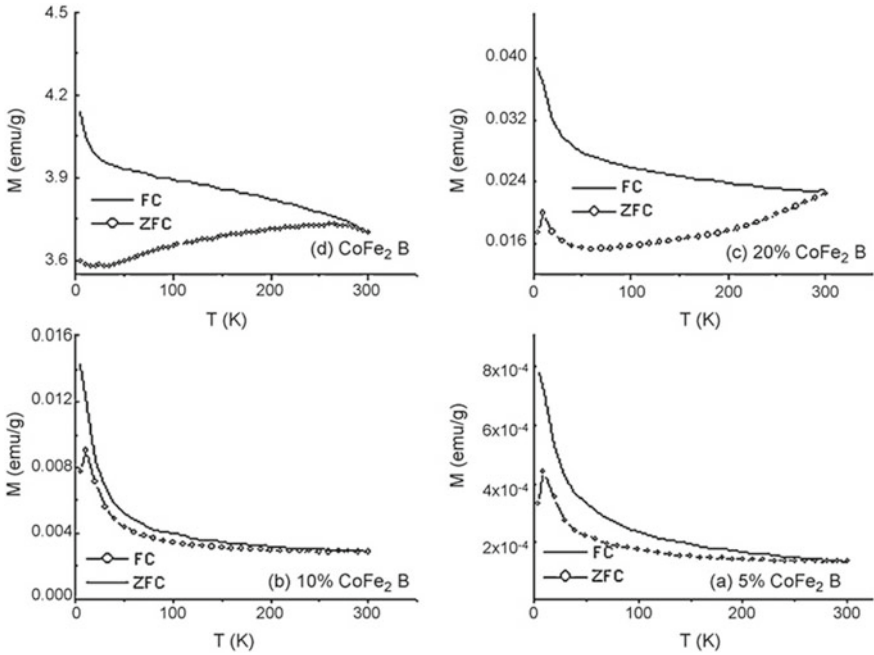 4.5
4.2
3.9
3.6
M (emu/g)
FC
ZFC
(d) CoFe₂ B
0 100 200 300
T (K)
0.040
0.032
0.024
0.016
M (emu/g)
FC
ZFC
(c) 20% CoFe₂ B
0 100 200 300
T (K)
0.016
0.012
0.008
0.004
0.000
M (emu/g)
FC
ZFC
(b) 10% CoFe₂ B
0 100 200 300
T (K)
8x10⁻⁴
6x10⁻⁴
4x10⁻⁴
2x10⁻⁴
M (emu/g)
FC
ZFC
(a) 5% CoFe₂ B
0 100 200 300
T (K)